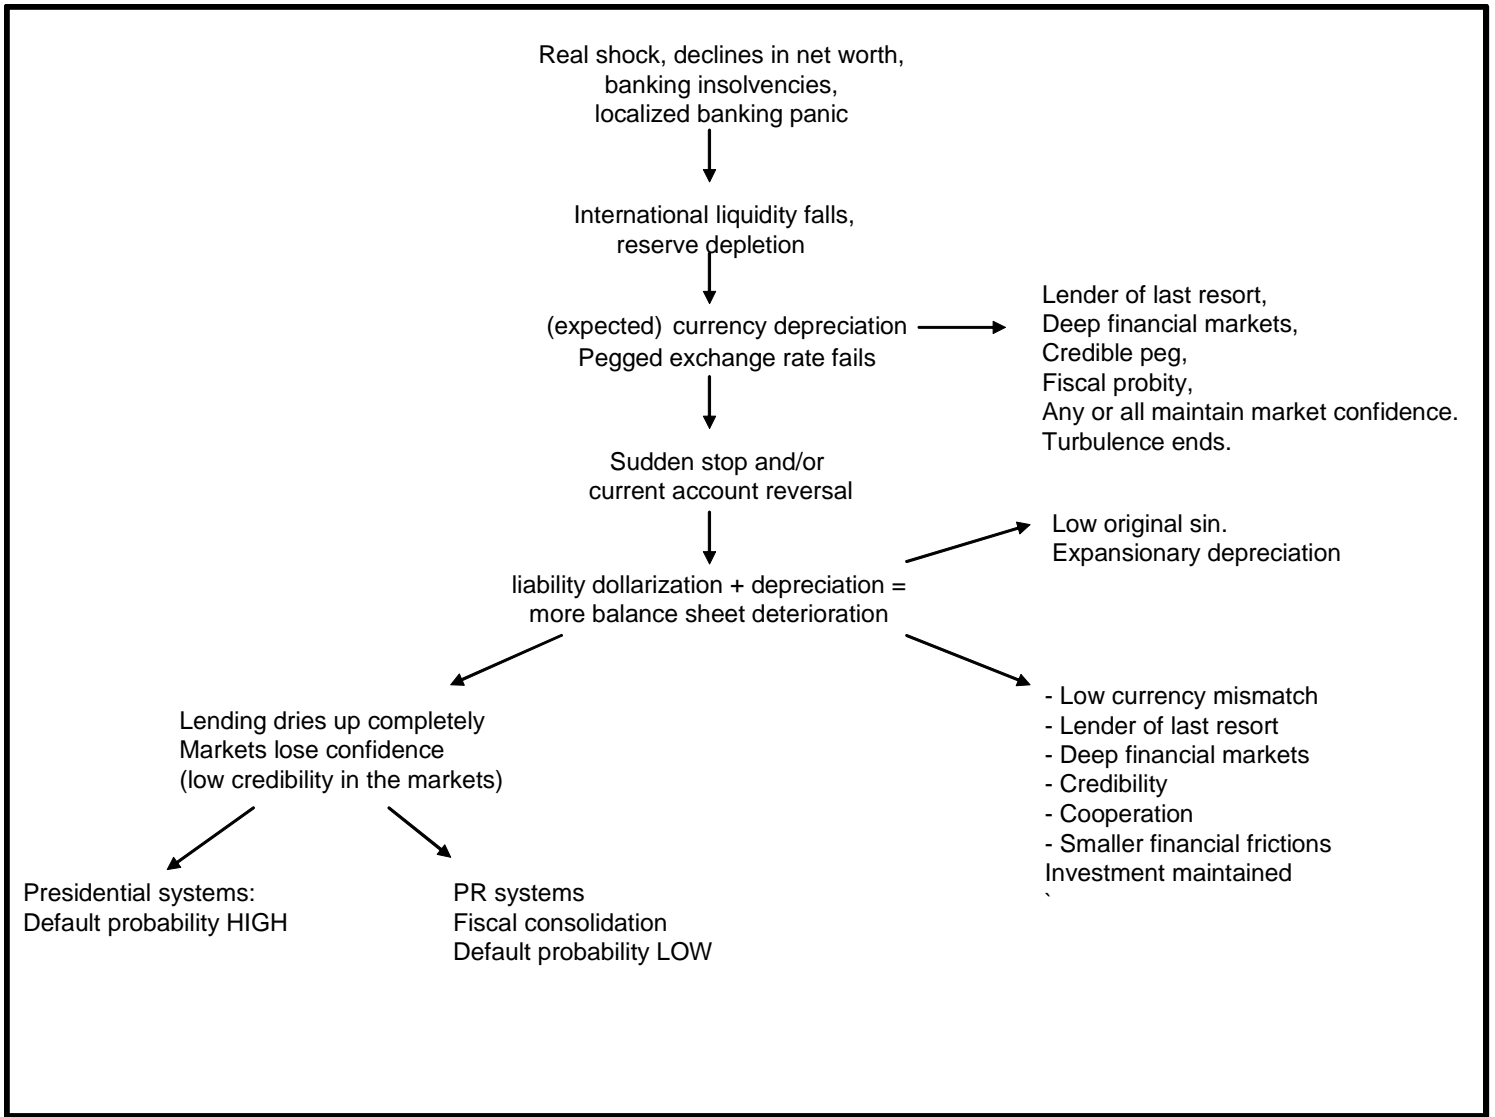 Real shock, declines in net worth,
banking insolvencies,
localized banking panic
International liquidity falls,
reserve depletion
(expected) currency depreciation
Pegged exchange rate fails
Lender of last resort,
Deep financial markets,
Credible peg,
Fiscal probity,
Any or all maintain market confidence.
Turbulence ends.
Sudden stop and/or
current account reversal
Low original sin.
Expansionary depreciation
liability dollarization + depreciation =
more balance sheet deterioration
- Low currency mismatch
- Lender of last resort
- Deep financial markets
- Credibility
- Cooperation
- Smaller financial frictions
Investment maintained
`
Lending dries up completely
Markets lose confidence
(low credibility in the markets)
Presidential systems:
Default probability HIGH
PR systems
Fiscal consolidation
Default probability LOW